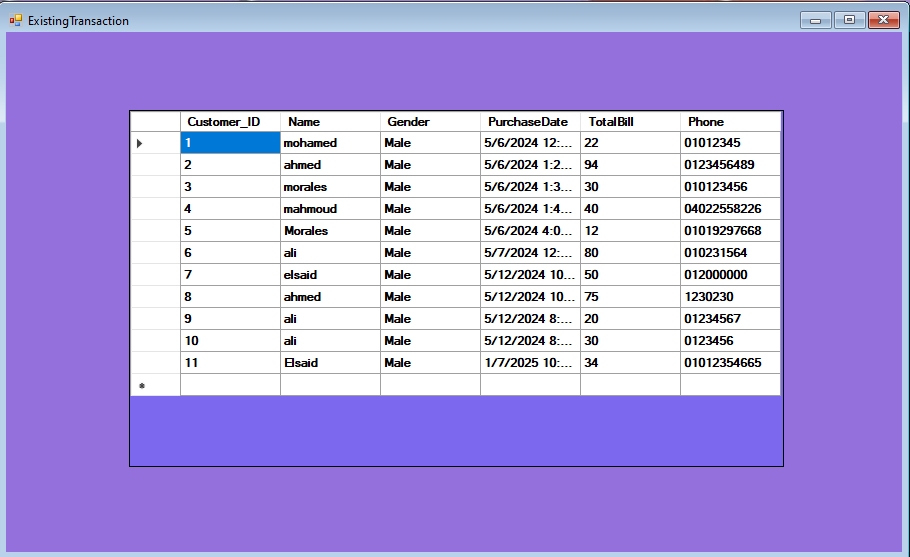 ExistingTransaction
Customer_ID Name Gender PurchaseDate TotalBill Phone
1 mohamed Male 5/6/2024 12:... 22 01012345
2 ahmed Male 5/6/2024 1:2... 94 0123456489
3 morales Male 5/6/2024 1:3... 30 010123456
4 mahmoud Male 5/6/2024 1:4... 40 04022558226
5 Morales Male 5/6/2024 4:0... 12 01019297668
6 ali Male 5/7/2024 12:... 80 010231564
7 elsaid Male 5/12/2024 10... 50 012000000
8 ahmed Male 5/12/2024 10... 75 1230230
9 ali Male 5/12/2024 8:... 20 01234567
10 ali Male 5/12/2024 8:... 30 0123456
11 Elsaid Male 1/7/2025 10:... 34 01012354665